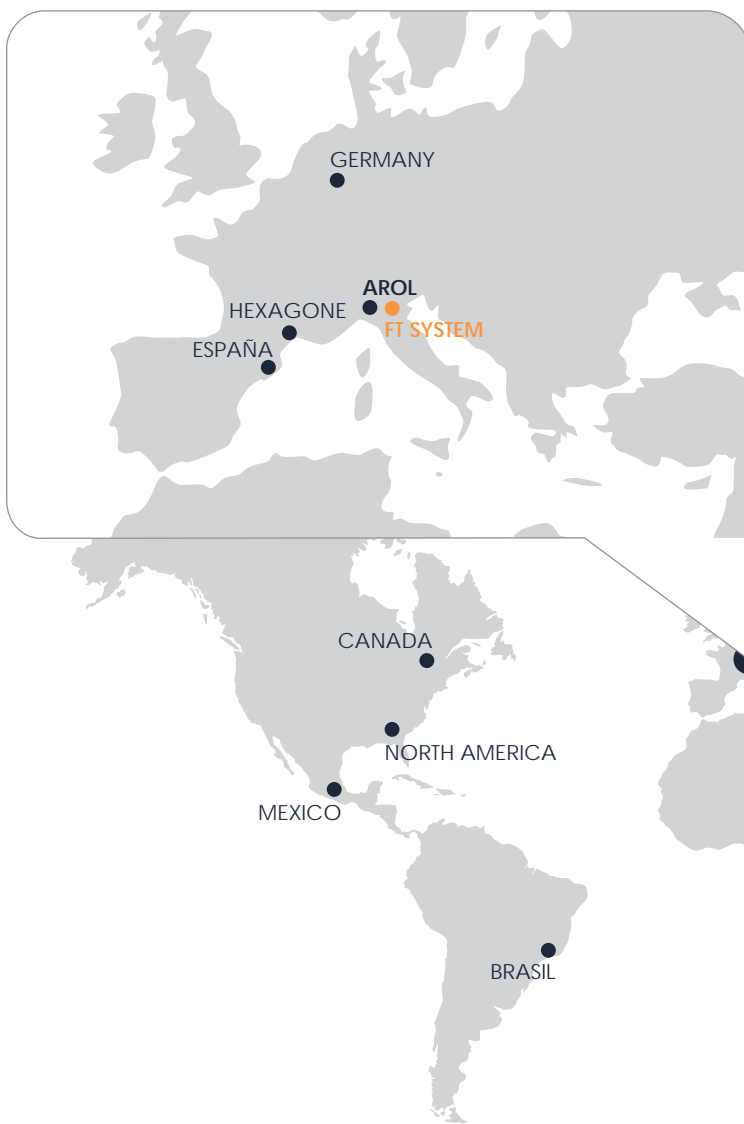 GERMANY
AROL
HEXAGONE
FT SYSTEM
ESPAÑA
CANADA
NORTH AMERICA
MEXICO
BRASIL